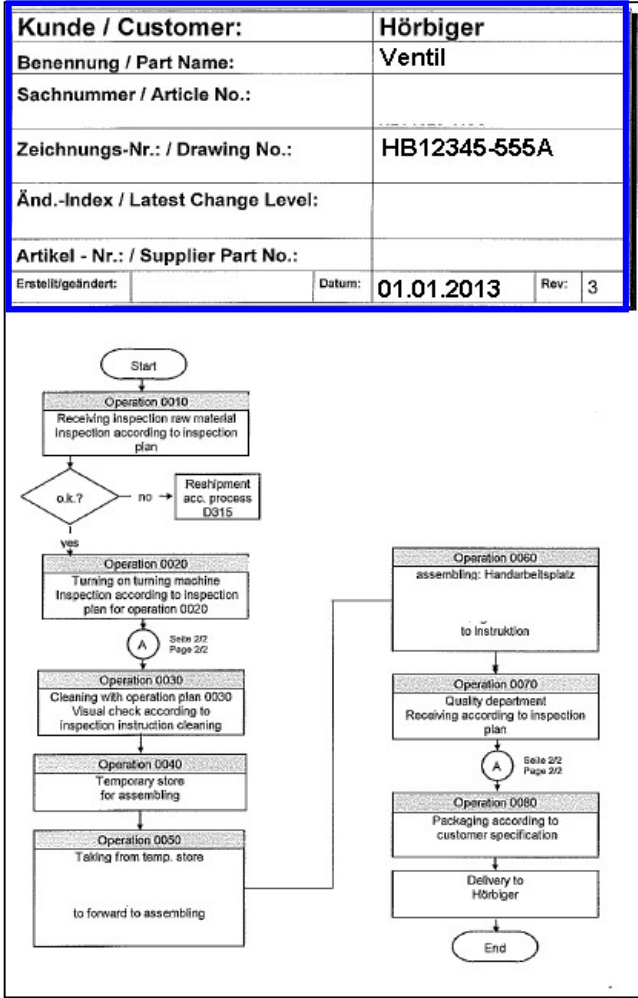 Kunde / Customer: Hörbiger
Benennung / Part Name: Ventil
Sachnummer / Article No.:
Zeichnungs-Nr.: / Drawing No.: HB12345-555A
Änd.-Index / Latest Change Level:
Artikel - Nr.: / Supplier Part No.:
Erstellt/geändert: Datum: 01.01.2013 Rev: 3
Start
Operation 0010
Receiving inspection raw material
Inspection according to inspection
plan
o.k.?
no
Reshipment
acc. process
D315
yes
Operation 0020
Turning on turning machine
Inspection according to inspection
plan for operation 0020
A
Seite 2/2
Page 2/2
Operation 0030
Cleaning with operation plan 0030
Visual check according to
inspection instruction cleaning
Operation 0040
Temporary store
for assembling
Operation 0050
Taking from temp. store
to forward to assembling
Operation 0060
assembling: Handarbeitsplatz
to Instruktion
Operation 0070
Quality department
Receiving according to inspection
plan
A
Seite 2/2
Page 2/2
Operation 0080
Packaging according to
customer specification
Delivery to
Hörbiger
End